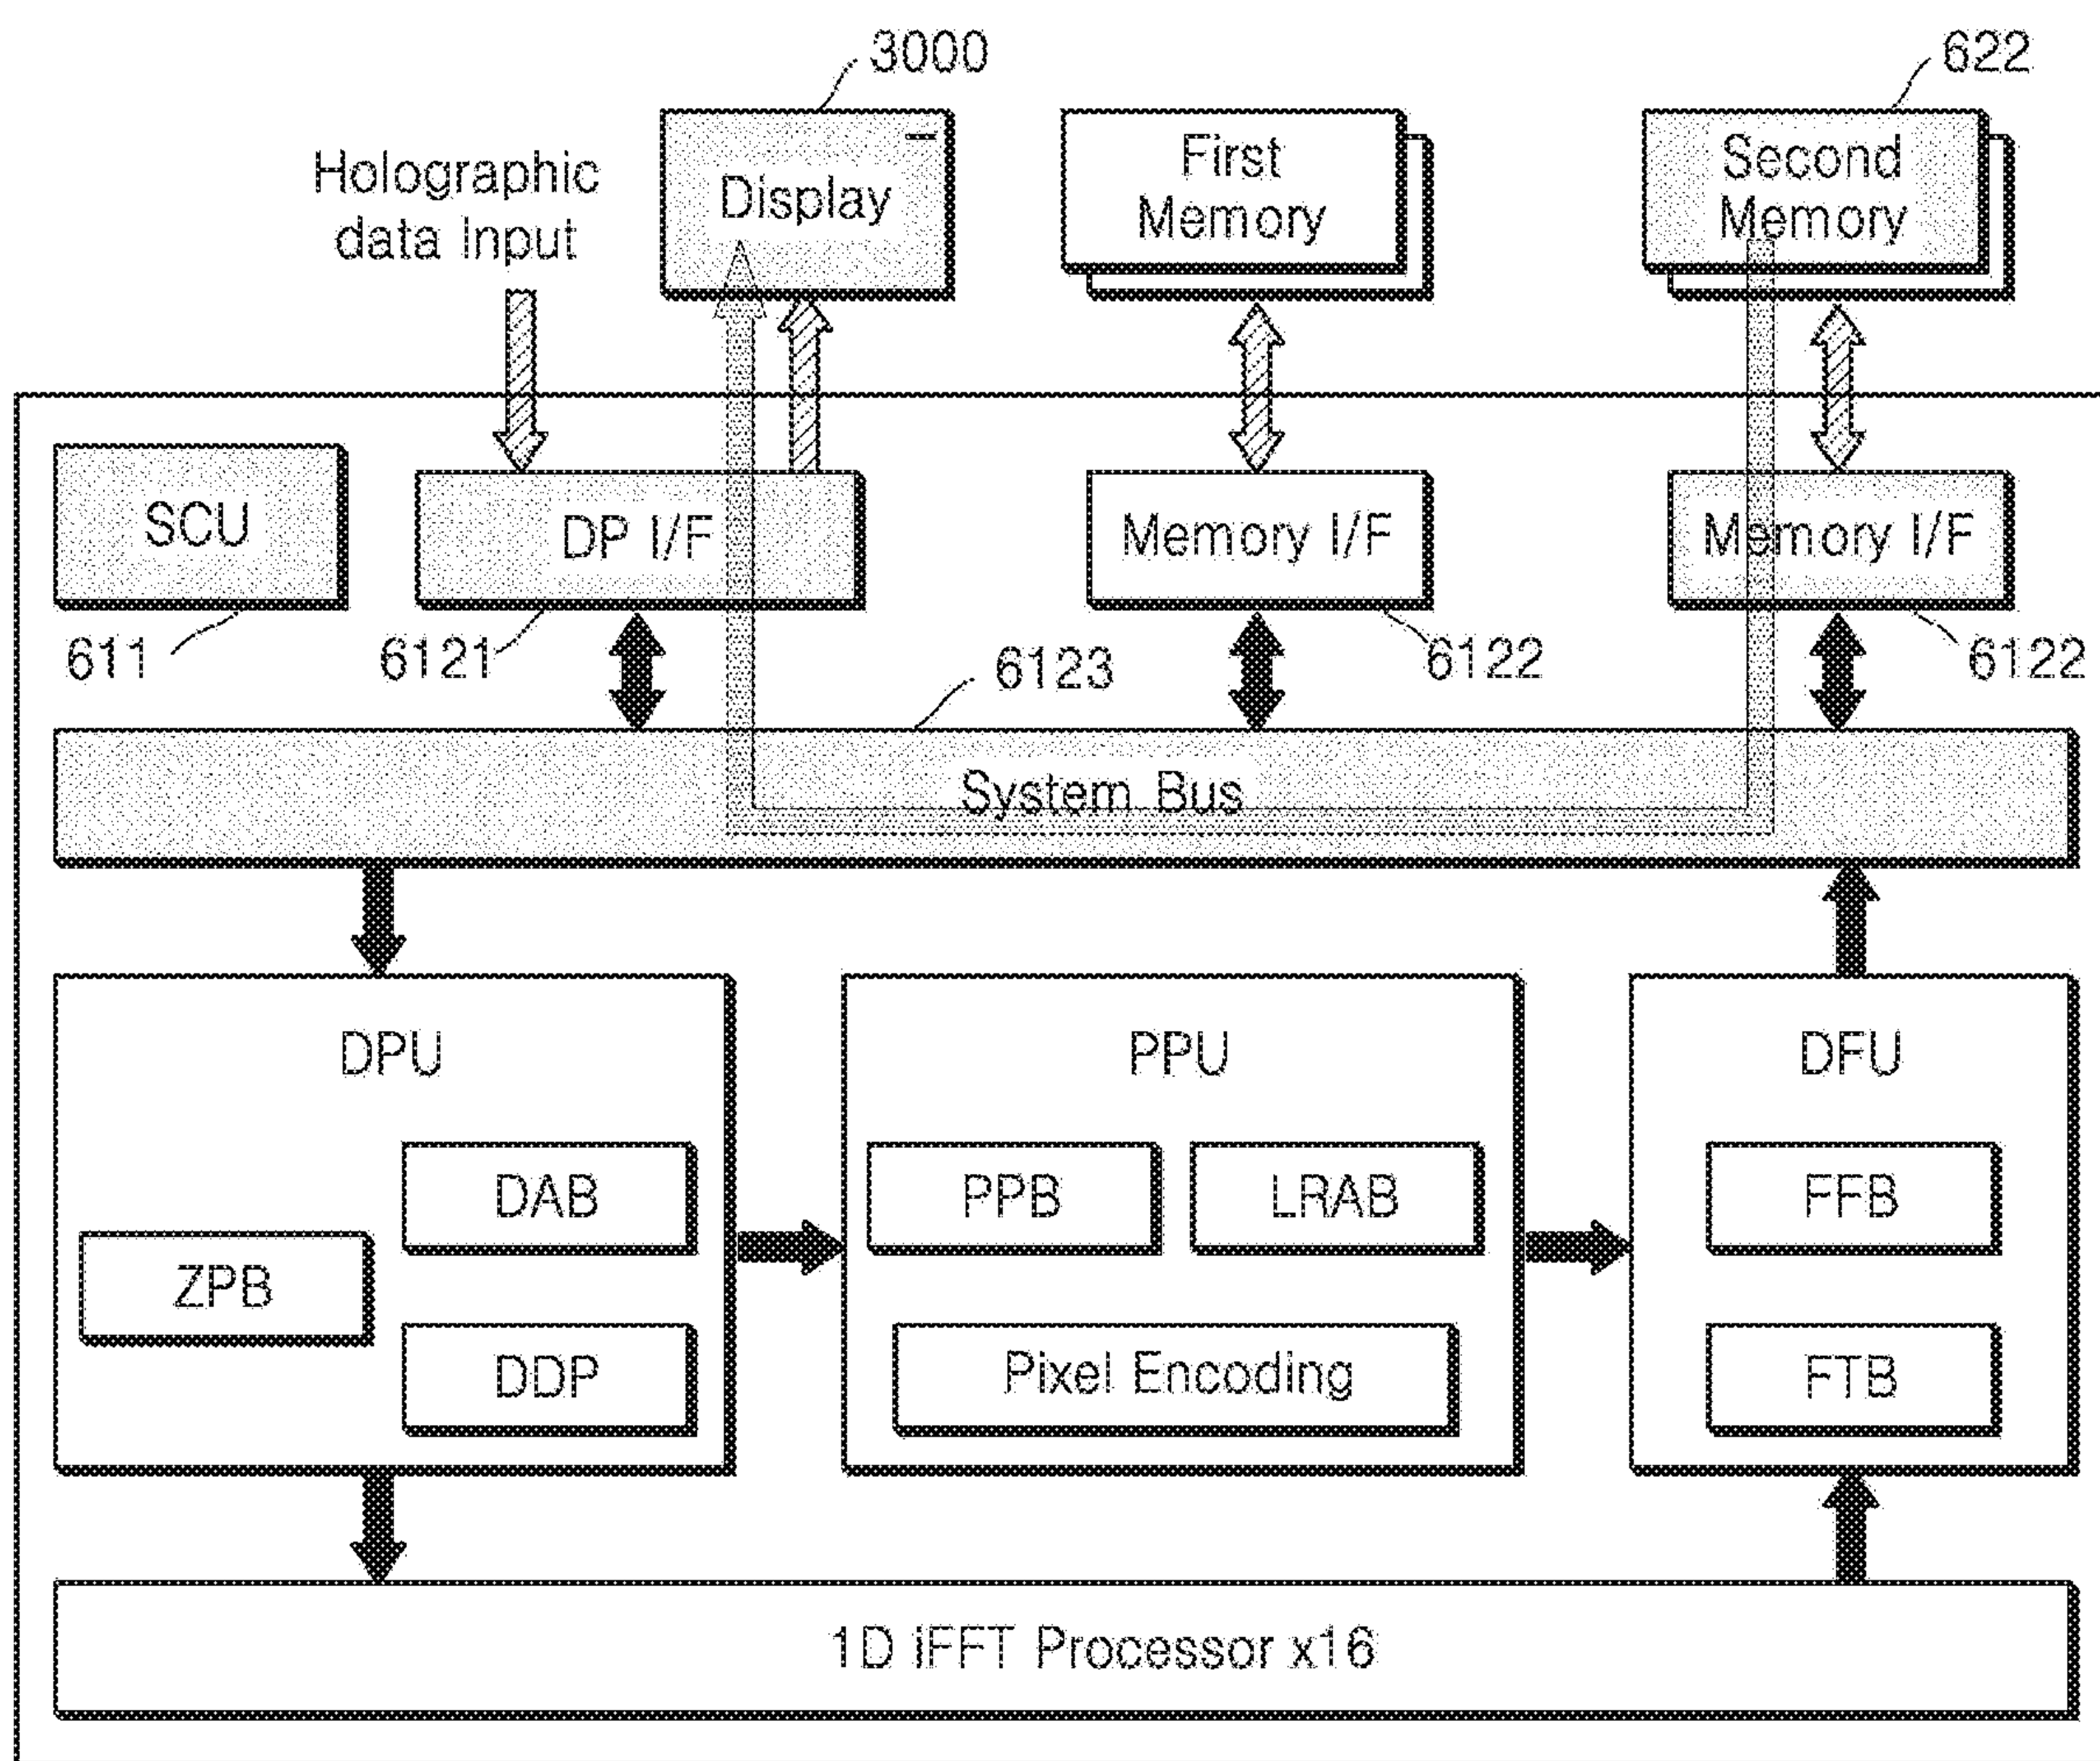 3000
622
Holographic
data Input
Display
First
Memory
Second
Memory
SCU
DP I/F
Memory I/F
Memory I/F
611
6121
6123
6122
6122
System Bus
DPU
PPU
DFU
DAB
PPB
LRAB
FFB
ZPB
DDP
Pixel Encoding
FTB
1D iFFT Processor x16